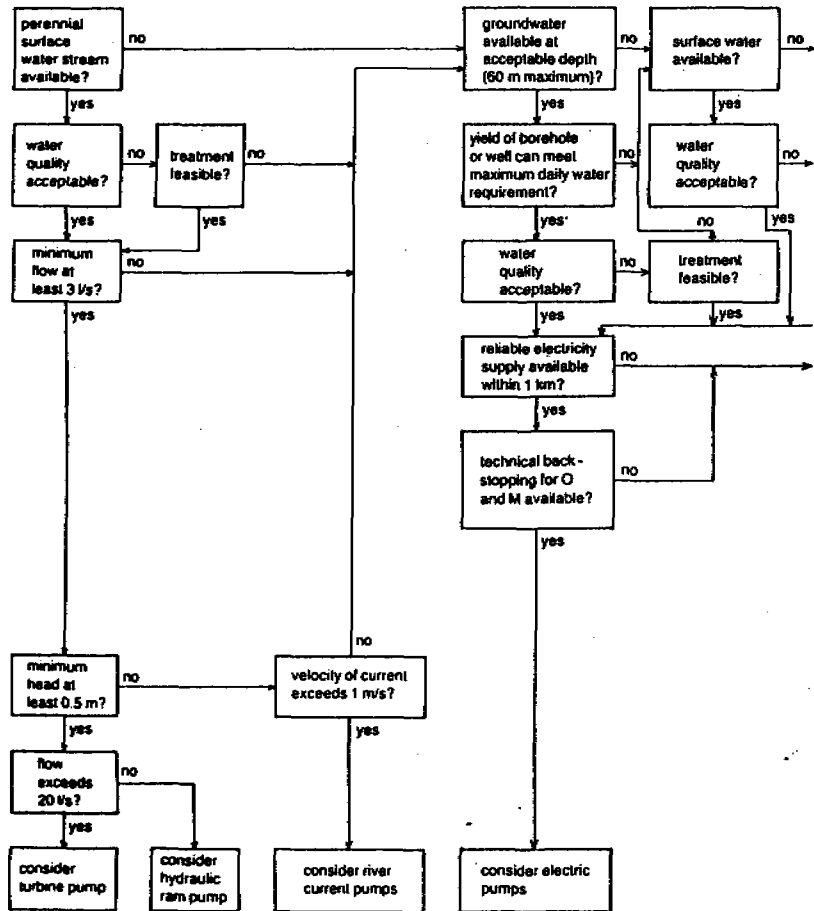 perennial
surface
water stream
available?
no
yes
water
quality
acceptable?
no
yes
treatment
feasible?
no
yes
minimum
flow at
least 3 l/s?
no
yes
minimum
head at
least 0.5 m?
no
yes
flow
exceeds
20 l/s?
no
yes
consider
turbine pump
consider
hydraulic
ram pump
velocity of current
exceeds 1 m/s?
no
yes
consider river
current pumps
groundwater
available at
acceptable depth
(60 m maximum)?
no
yes
yield of borehole
or well can meet
maximum daily water
requirement?
no
yes
water
quality
acceptable?
no
yes
reliable electricity
supply available
within 1 km?
no
yes
technical back-
stopping for O
and M available?
no
yes
consider electric
pumps
surface water
available?
no
yes
water
quality
acceptable?
no
yes
no
treatment
feasible?
yes